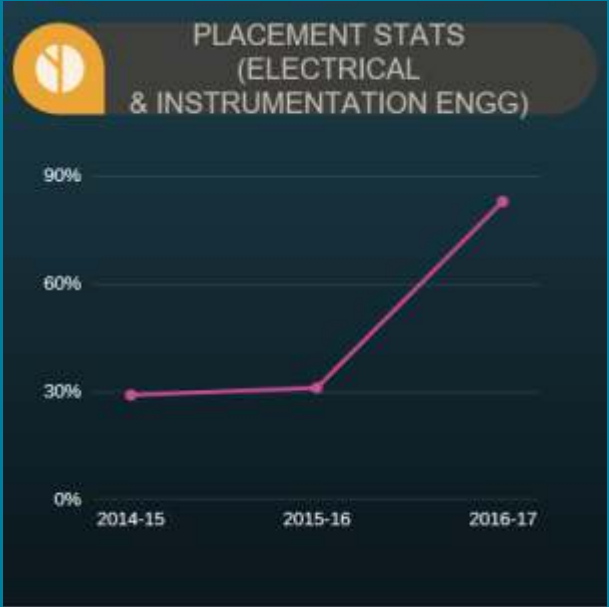 PLACEMENT STATS
(ELECTRICAL
& INSTRUMENTATION ENGG)
90%
60%
30%
0%
2014-15 2015-16 2016-17